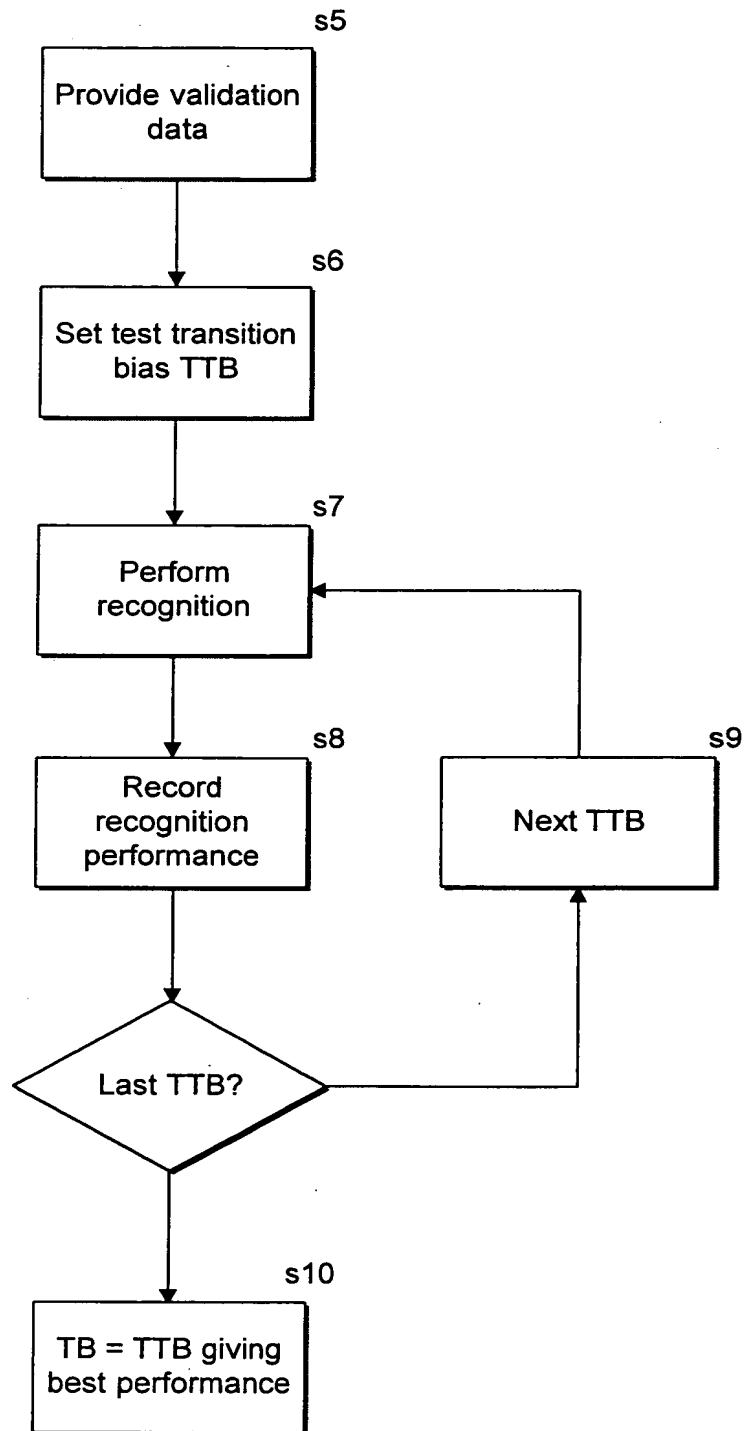 s5
Provide validation
data
s6
Set test transition
bias TTB
s7
Perform
recognition
s8
Record
recognition
performance
s9
Next TTB
Last TTB?
s10
TB = TTB giving
best performance